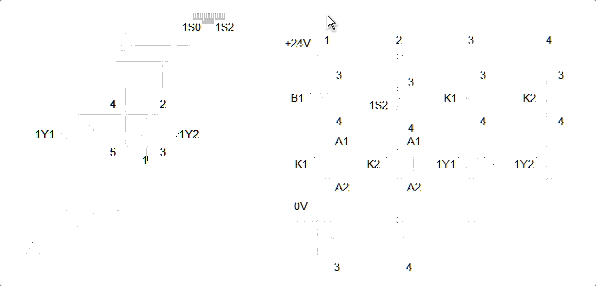 1S0 1S2
+24V 1 2 3 4
3 3 3 3
B1 1S2 K1 K2
4 2
4 4 4 4
1Y1 1Y2
A1 A1
5 1 3
K1 K2 1Y1 1Y2
A2 A2
0V
3 4